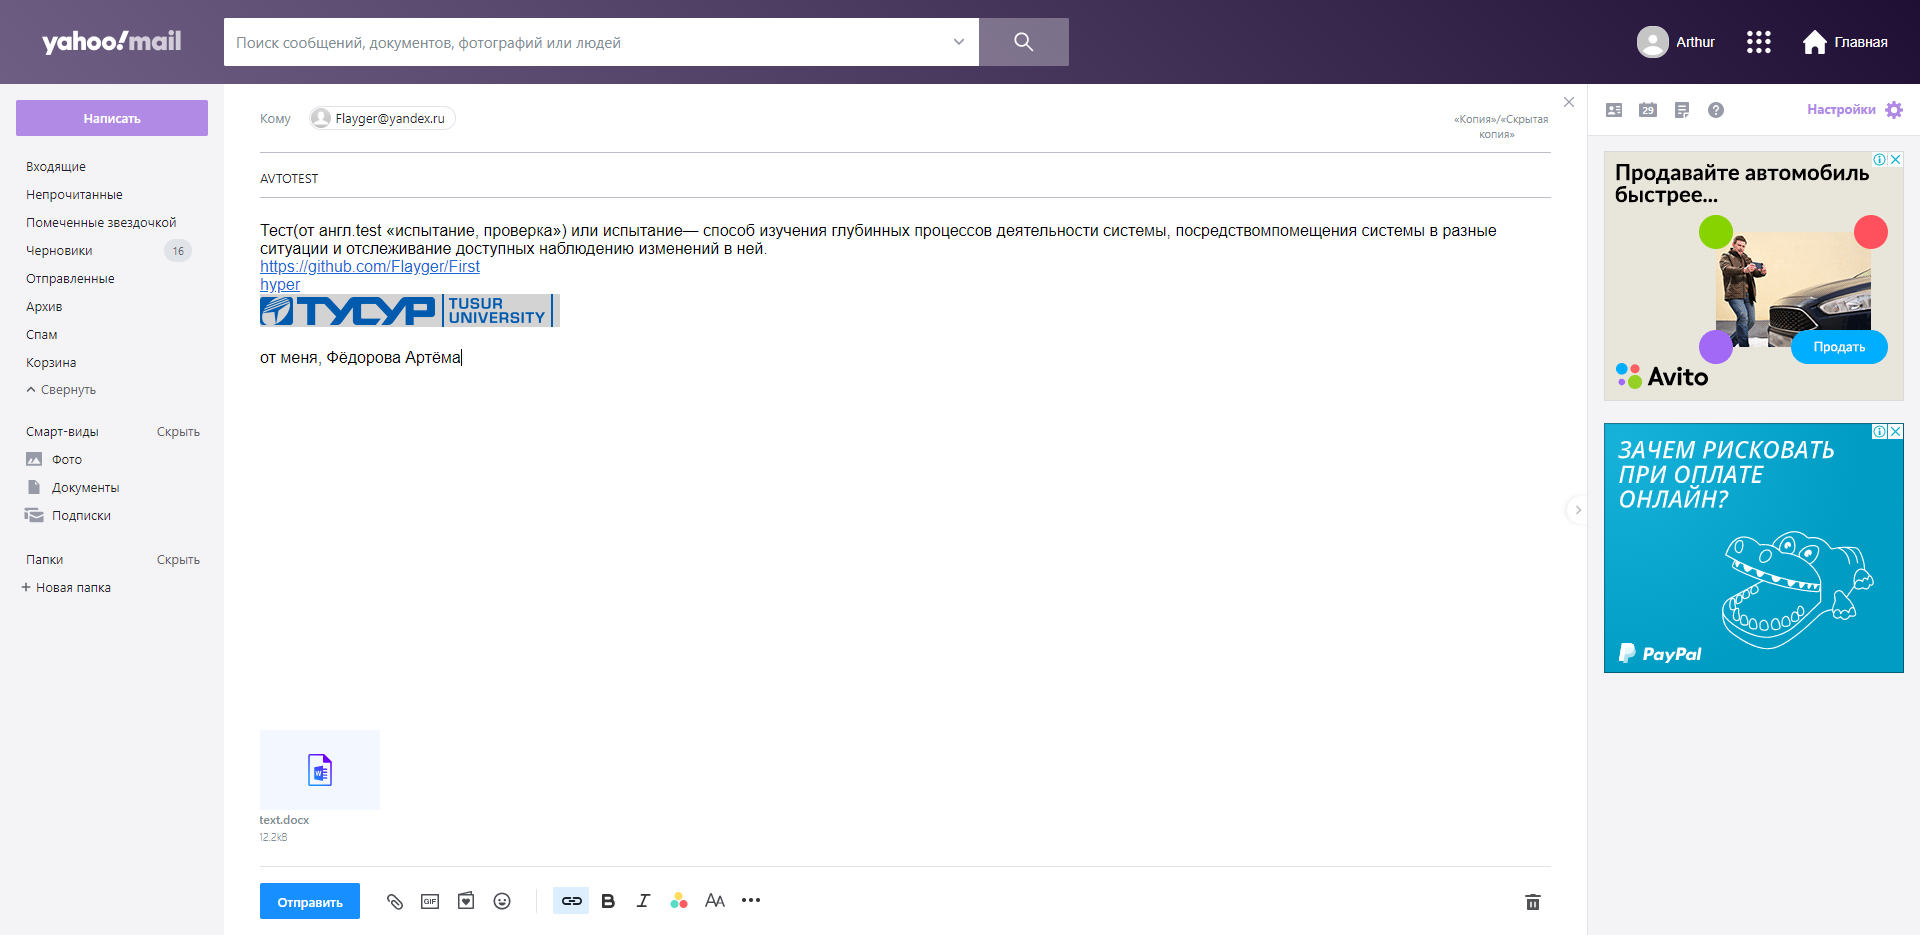 yahoo!mail
Поиск сообщений, документов, фотографий или людей
Arthur
Главная
Написать
Входящие
Непрочитанные
Помеченные звездочкой
Черновики 16
Отправленные
Архив
Спам
Корзина
Свернуть
Смарт-виды Скрыть
Фото
Документы
Подписки
Папки Скрыть
+ Новая папка
Кому Flayger@yandex.ru
«Копия»/«Скрытая
копия»
AVTOTEST
Тест(от англ.test «испытание, проверка») или испытание— способ изучения глубинных процессов деятельности системы, посредствомпомещения системы в разные
ситуации и отслеживание доступных наблюдению изменений в ней.
https://github.com/Flayger/First
hyper
ТУСУР
TUSUR
UNIVERSITY
от меня, Фёдорова Артёма
W
text.docx
12.2kB
Отправить
GIF
B I AA
29
Настройки
Продавайте автомобиль
быстрее...
Продать
Avito
ЗАЧЕМ РИСКОВАТЬ
ПРИ ОПЛАТЕ
ОНЛАЙН?
PayPal